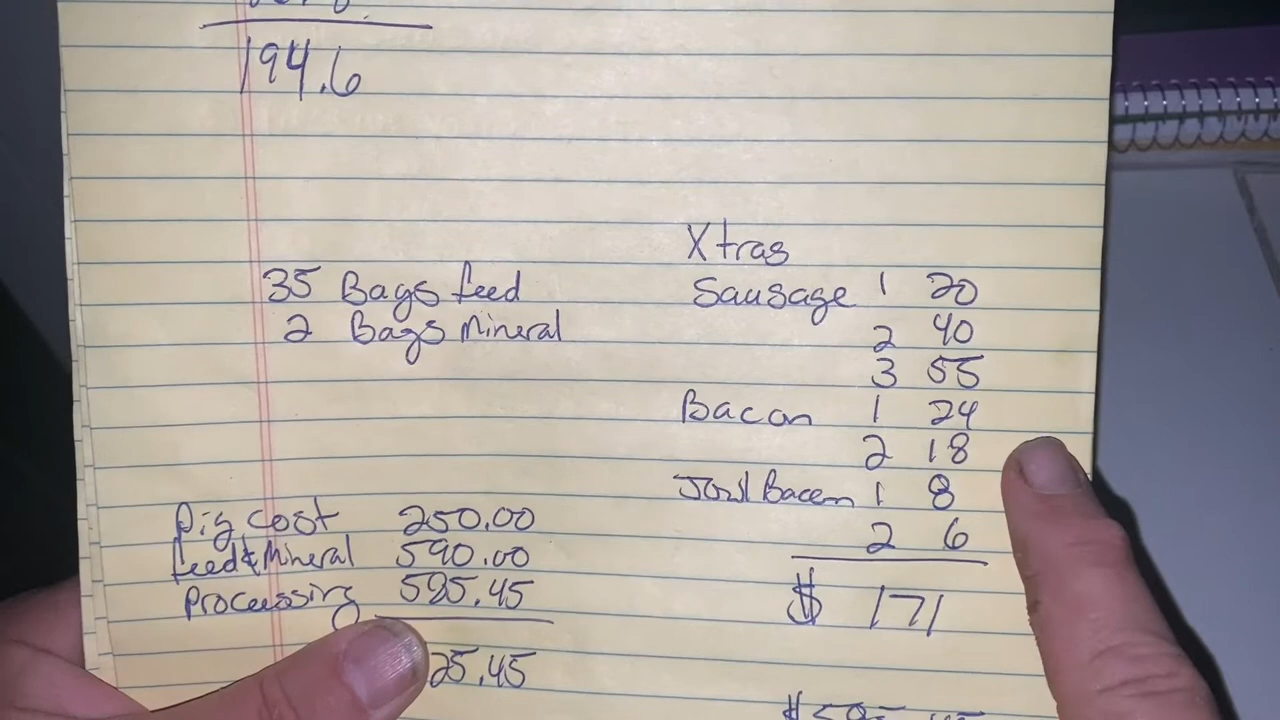 194.6
Xtras
35 Bags feed
2 Bags Mineral
Sausage 1 20
2 40
3 55
Bacon 1 24
2 18
Jowl Bacon 1 8
2 6
$ 171
Pig cost 250.00
feed & Mineral 590.00
Processing 585.45
25.45